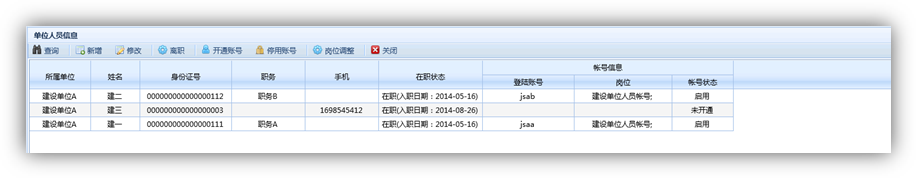 单位人员信息
查询 新增 修改 离职 开通账号 停用账号 岗位调整 关闭
所属单位 姓名 身份证号 职务 手机 在职状态 帐号信息
登陆账号 岗位 帐号状态
建设单位A 建二 000000000000000112 职务B 在职(入职日期：2014-05-16) jsab 建设单位人员帐号; 启用
建设单位A 建三 000000000000000003 1698545412 在职(入职日期：2014-08-26) 未开通
建设单位A 建一 000000000000000111 职务A 在职(入职日期：2014-05-16) jsaa 建设单位人员帐号; 启用